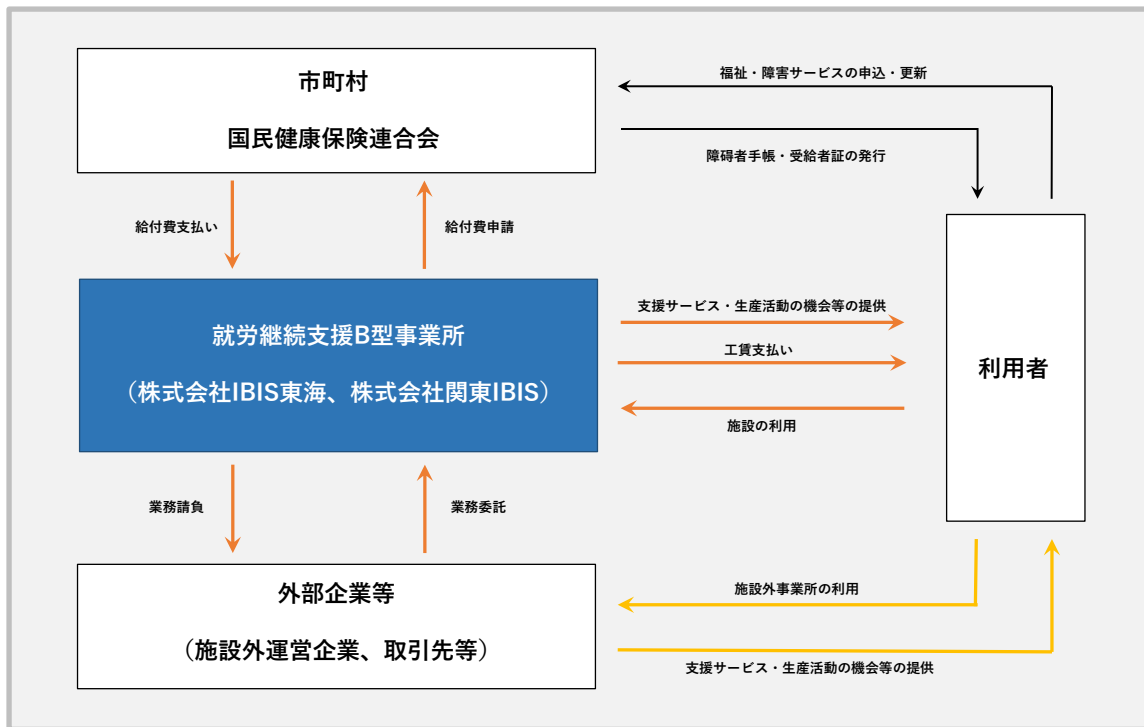 市町村
国民健康保険連合会
福祉・障害サービスの申込・更新
障碍者手帳・受給者証の発行
給付費支払い
給付費申請
就労継続支援B型事業所
（株式会社IBIS東海、株式会社関東IBIS）
支援サービス・生産活動の機会等の提供
工賃支払い
施設の利用
利用者
業務請負
業務委託
外部企業等
（施設外運営企業、取引先等）
施設外事業所の利用
支援サービス・生産活動の機会等の提供